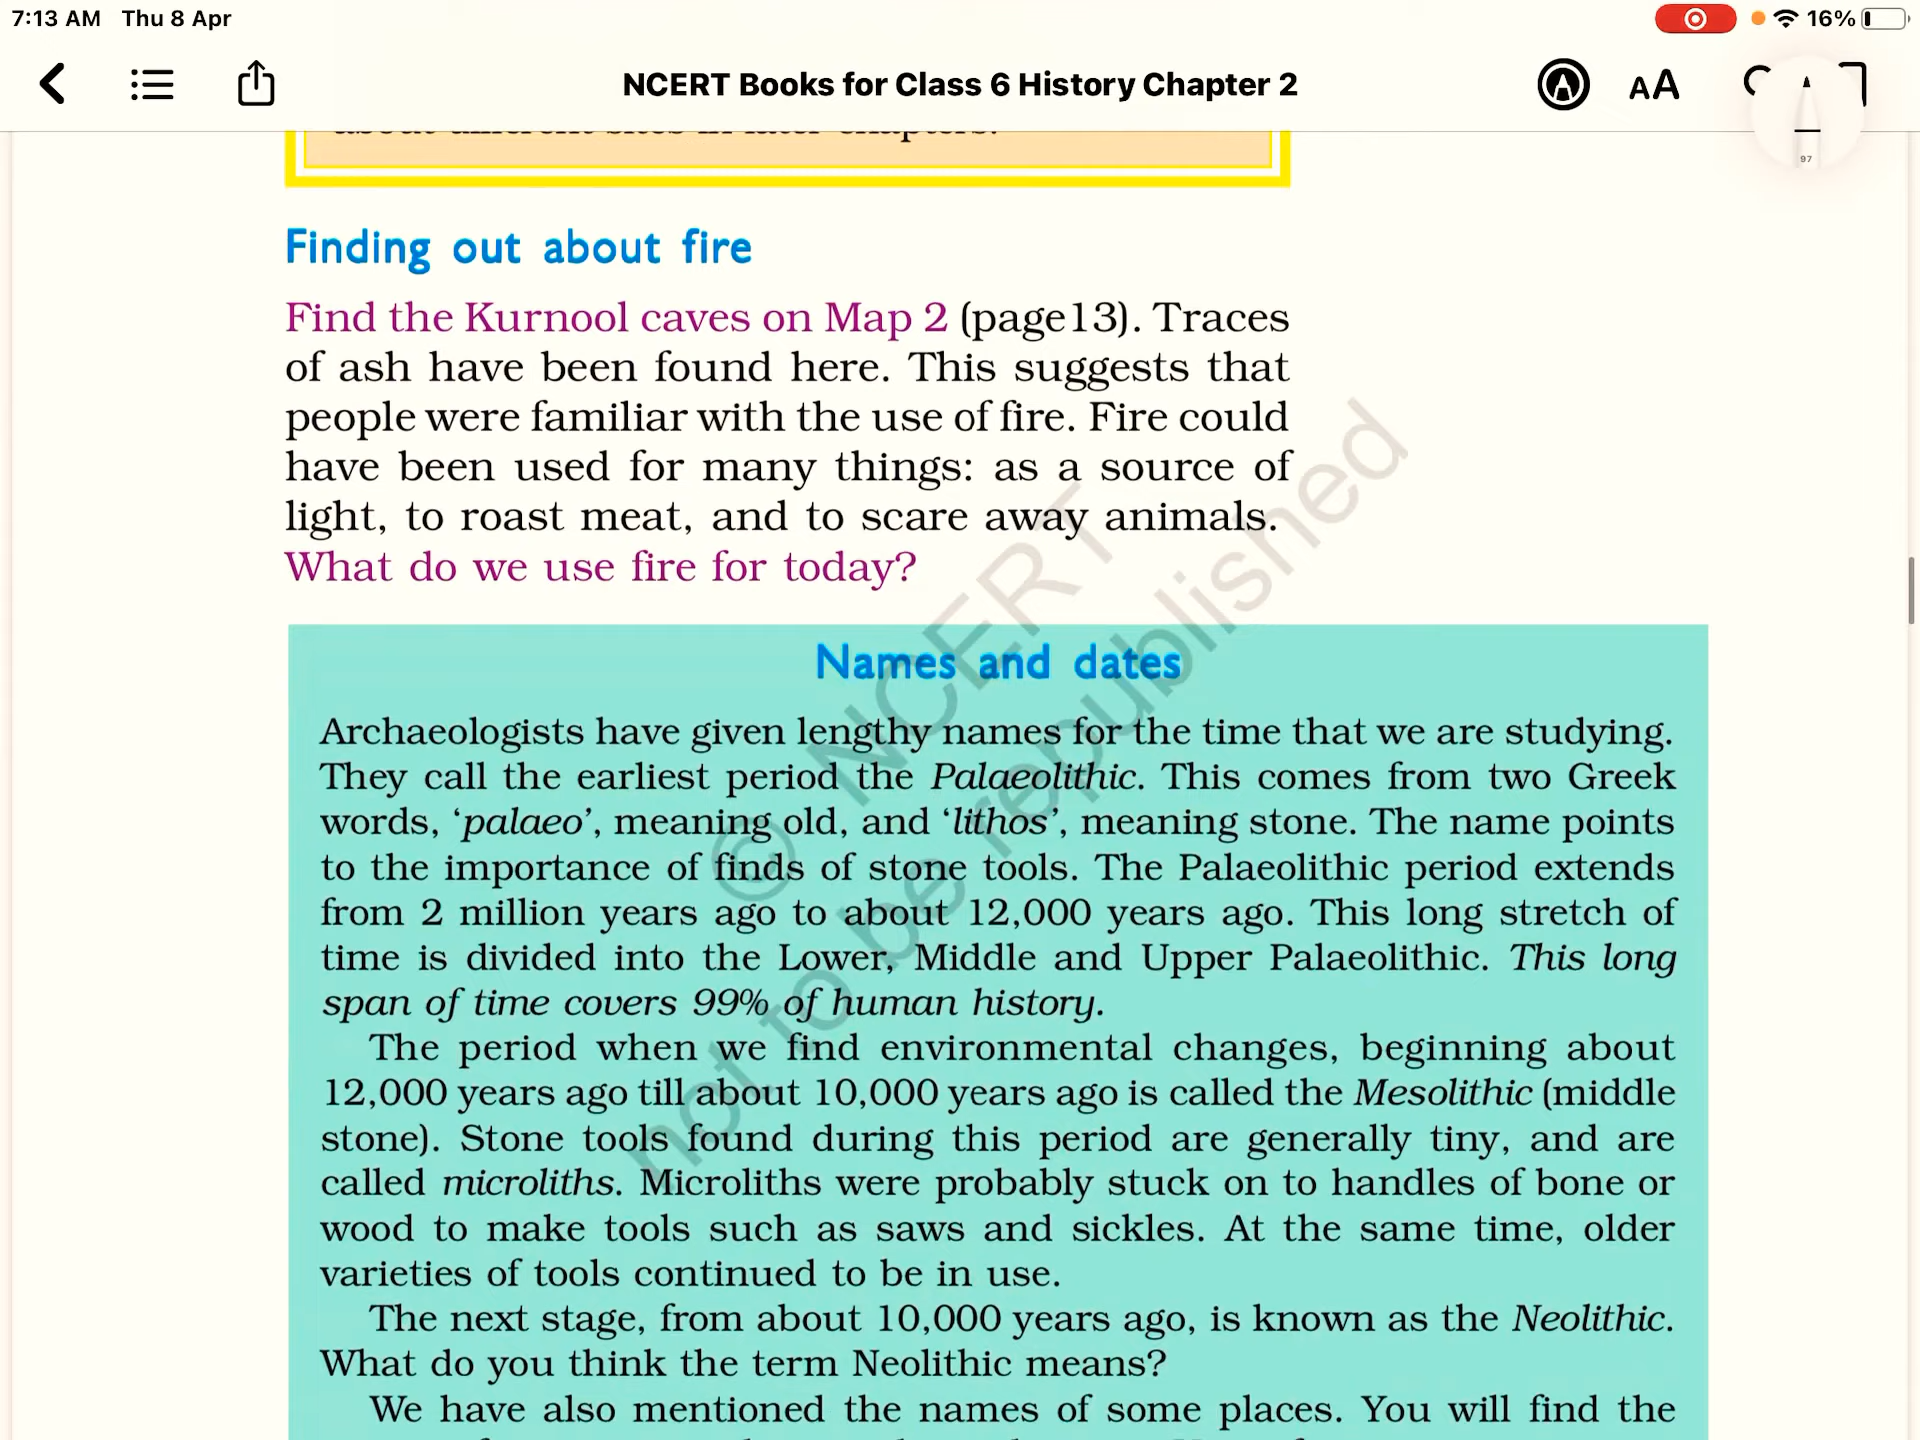 7:13 AM Thu 8 Apr
16%
NCERT Books for Class 6 History Chapter 2
AA
97
about different sites in later chapters.
Finding out about fire
Find the Kurnool caves on Map 2 (page13). Traces
of ash have been found here. This suggests that
people were familiar with the use of fire. Fire could
have been used for many things: as a source of
light, to roast meat, and to scare away animals.
What do we use fire for today?
© NCERT
not to be republished
Names and dates
Archaeologists have given lengthy names for the time that we are studying.
They call the earliest period the Palaeolithic. This comes from two Greek
words, ‘palaeo’, meaning old, and ‘lithos’, meaning stone. The name points
to the importance of finds of stone tools. The Palaeolithic period extends
from 2 million years ago to about 12,000 years ago. This long stretch of
time is divided into the Lower, Middle and Upper Palaeolithic. This long
span of time covers 99% of human history.
The period when we find environmental changes, beginning about
12,000 years ago till about 10,000 years ago is called the Mesolithic (middle
stone). Stone tools found during this period are generally tiny, and are
called microliths. Microliths were probably stuck on to handles of bone or
wood to make tools such as saws and sickles. At the same time, older
varieties of tools continued to be in use.
The next stage, from about 10,000 years ago, is known as the Neolithic.
What do you think the term Neolithic means?
We have also mentioned the names of some places. You will find the